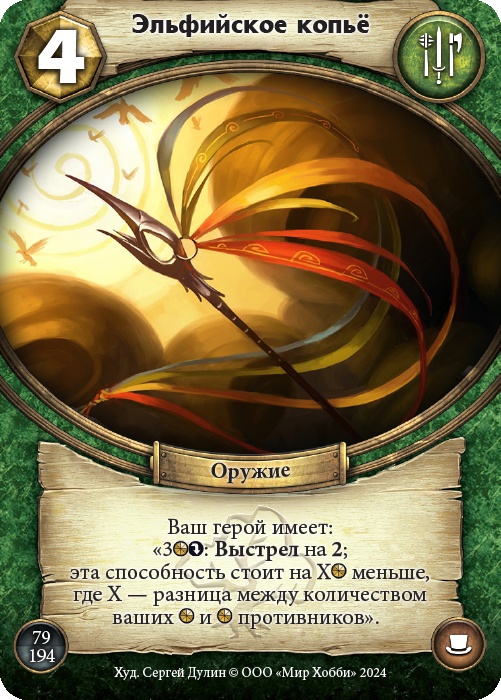 Эльфийское копьё
4
Оружие
Ваш герой имеет:
«3: Выстрел на 2;
эта способность стоит на X меньше,
где X — разница между количеством
ваших и противников».
79
194
Худ. Сергей Дулин © ООО «Мир Хобби» 2024